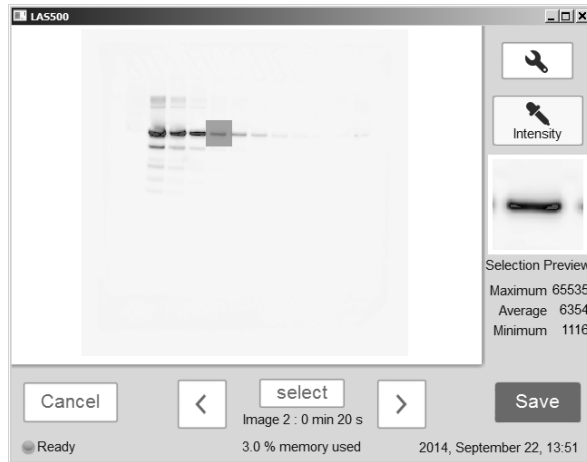 LAS500
Intensity
Selection Preview
Maximum 65535
Average 6354
Minimum 1116
Cancel
select
Image 2 : 0 min 20 s
Save
Ready
3.0 % memory used
2014, September 22, 13:51